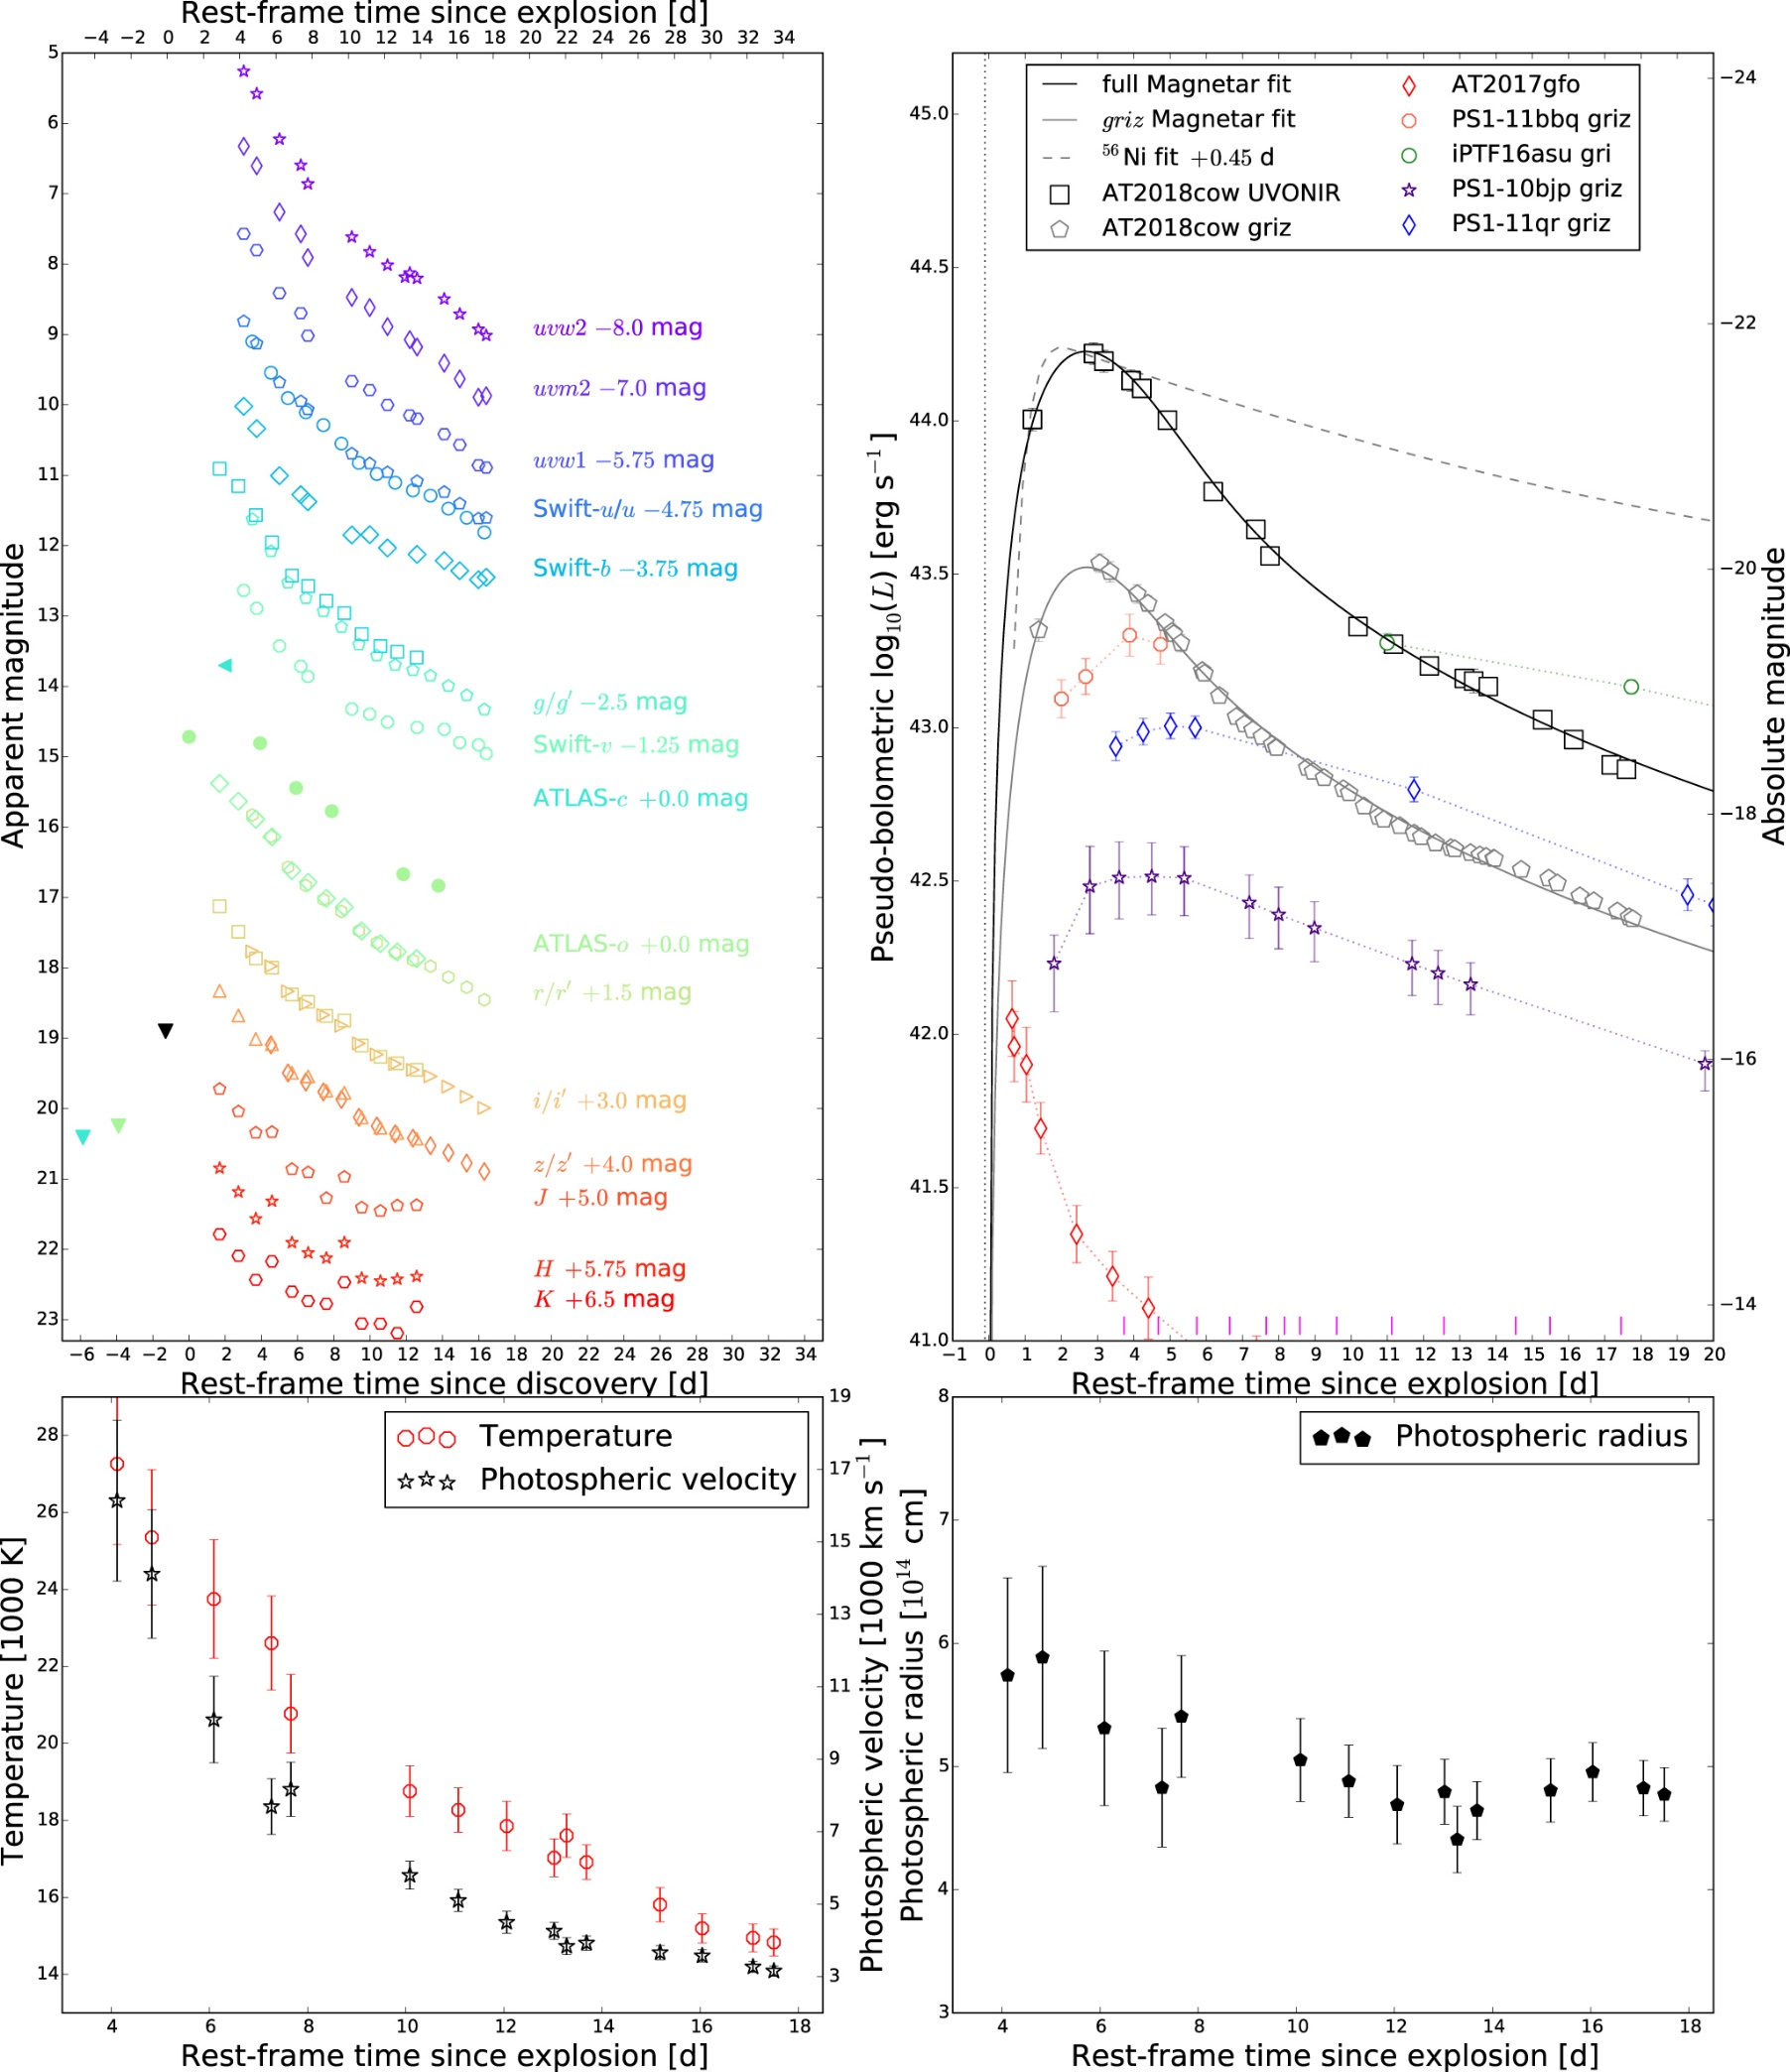 Rest-frame time since explosion [d]
−4 −2 0 2 4 6 8 10 12 14 16 18 20 22 24 26 28 30 32 34
Apparent magnitude
5
6
7
8
9
10
11
12
13
14
15
16
17
18
19
20
21
22
23
uvw2 −8.0 mag
uvm2 −7.0 mag
uvw1 −5.75 mag
Swift-u/u −4.75 mag
Swift-b −3.75 mag
g/g′ −2.5 mag
Swift-v −1.25 mag
ATLAS-c +0.0 mag
ATLAS-o +0.0 mag
r/r′ +1.5 mag
i/i′ +3.0 mag
z/z′ +4.0 mag
J +5.0 mag
H +5.75 mag
K +6.5 mag
−6 −4 −2 0 2 4 6 8 10 12 14 16 18 20 22 24 26 28 30 32 34
Rest-frame time since discovery [d]
Pseudo-bolometric log₁₀(L) [erg s⁻¹]
45.0
44.5
44.0
43.5
43.0
42.5
42.0
41.5
41.0
full Magnetar fit
griz Magnetar fit
⁵⁶Ni fit +0.45 d
AT2018cow UVONIR
AT2018cow griz
AT2017gfo
PS1-11bbq griz
iPTF16asu gri
PS1-10bjp griz
PS1-11qr griz
−24
−22
−20
−18
−16
−14
Absolute magnitude
−1 0 1 2 3 4 5 6 7 8 9 10 11 12 13 14 15 16 17 18 19 20
Rest-frame time since explosion [d]
Temperature [1000 K]
28
26
24
22
20
18
16
14
Temperature
Photospheric velocity
19
17
15
13
11
9
7
5
3
Photospheric velocity [1000 km s⁻¹]
4 6 8 10 12 14 16 18
Rest-frame time since explosion [d]
Photospheric radius [10¹⁴ cm]
8
7
6
5
4
3
Photospheric radius
4 6 8 10 12 14 16 18
Rest-frame time since explosion [d]